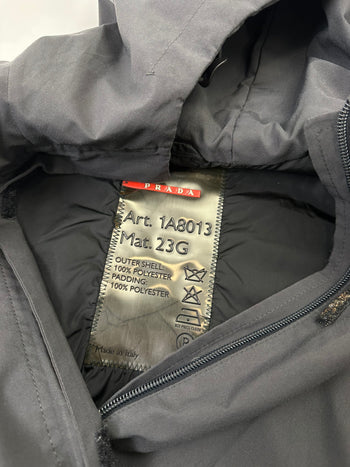 PRADA
Art. 1A8013
Mat. 23G
OUTER SHELL:
100% POLYESTER
PADDING:
100% POLYESTER
Made in Italy
P